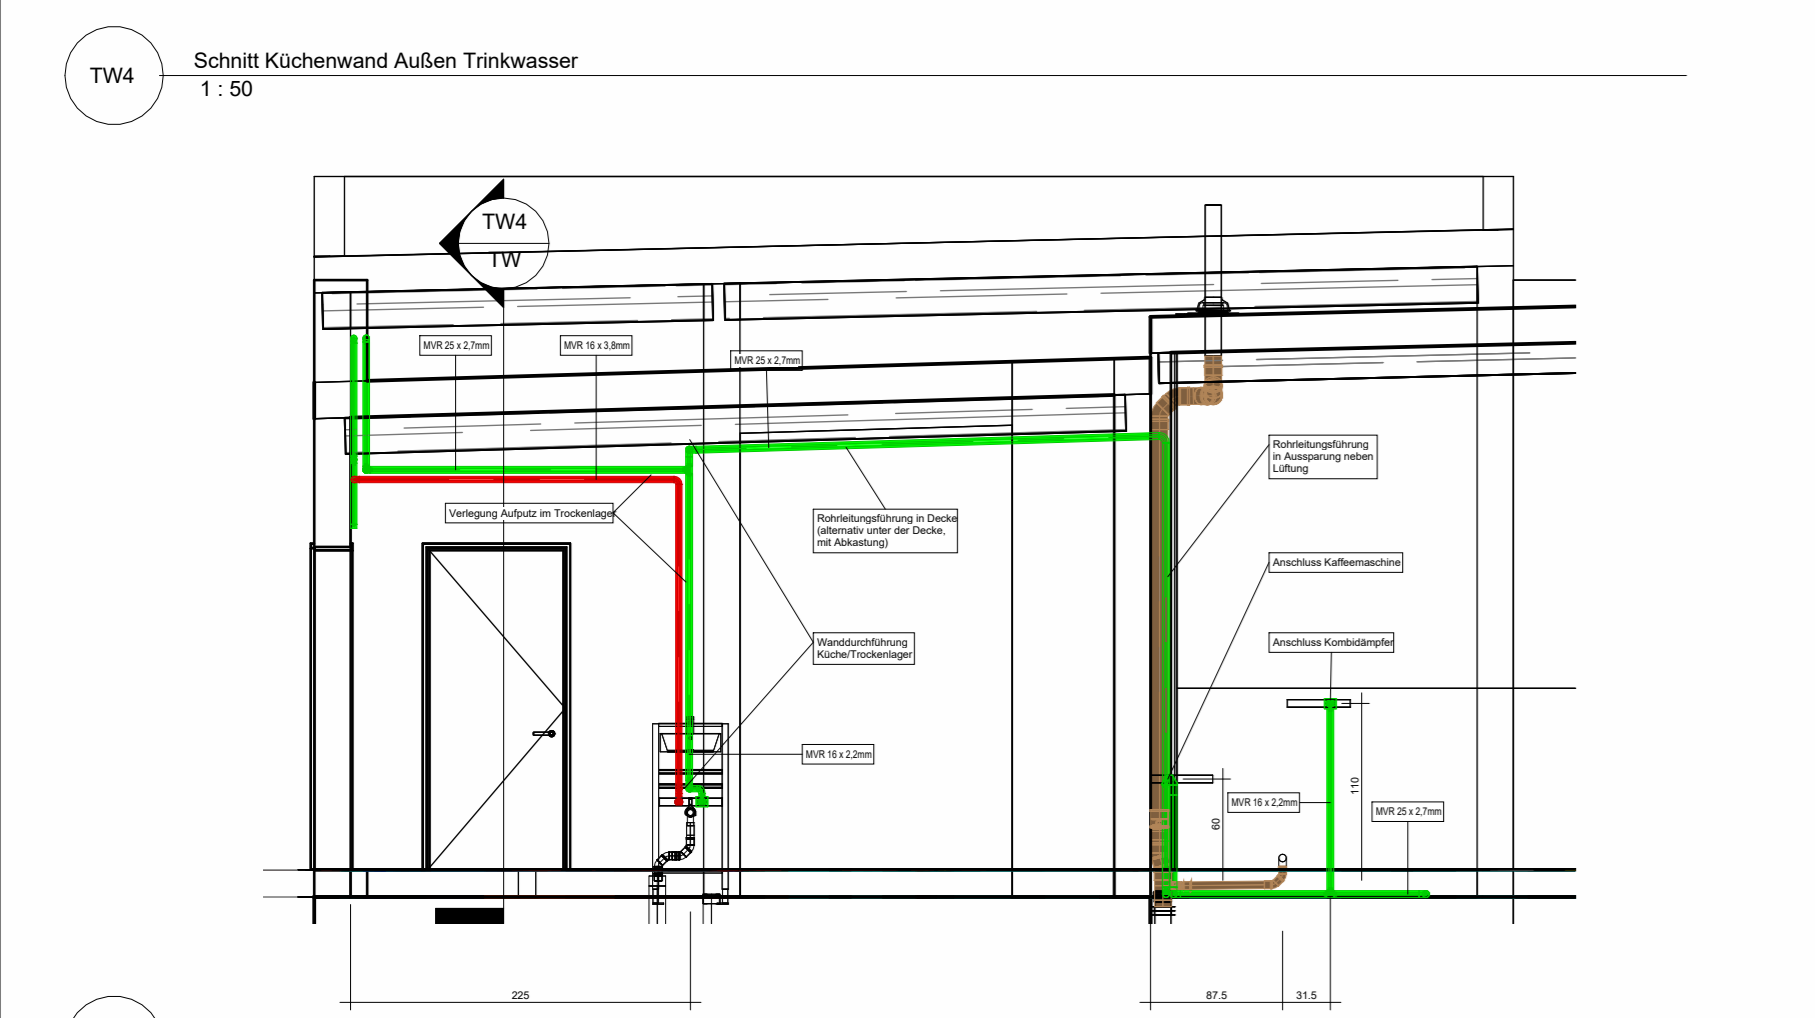 TW4
Schnitt Küchenwand Außen Trinkwasser
1 : 50
TW4
TW
MVR 25 x 2,7mm
MVR 16 x 3,8mm
MVR 25 x 2,7mm
Rohrleitungsführung
in Aussparung neben
Lüftung
Verlegung Aufputz im Trockenlager
Rohrleitungsführung in Decke
(alternativ unter der Decke,
mit Abkastung)
Anschluss Kaffeemaschine
Wanddurchführung
Küche/Trockenlager
Anschluss Kombidämpfer
MVR 16 x 2,2mm
110
MVR 16 x 2,2mm
MVR 25 x 2,7mm
60
225
87.5
31.5